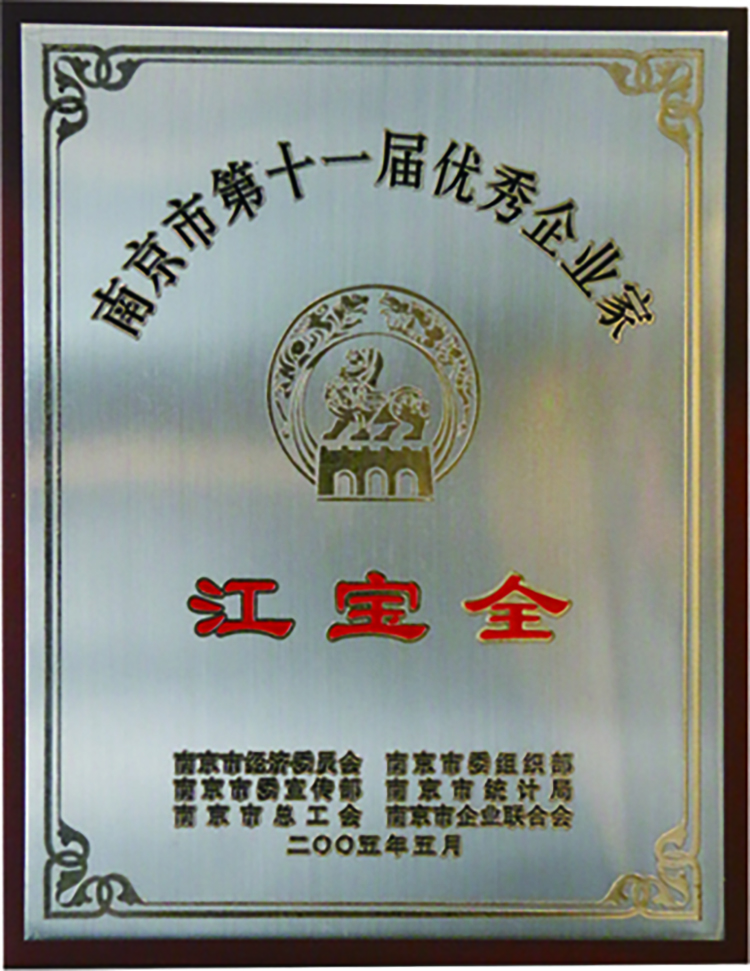 南京市第十一届优秀企业家
江宝全
南京市经济委员会 南京市委组织部
南京市委宣传部 南京市统计局
南京市总工会 南京市企业联合会
二〇〇五年五月